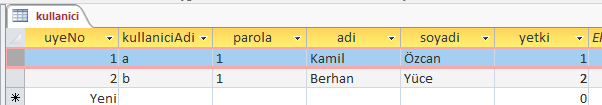 kullanici
uyeNo kullaniciAdi parola adi soyadi yetki
1 a 1 Kamil Özcan 1
2 b 1 Berhan Yüce 2
Yeni 0